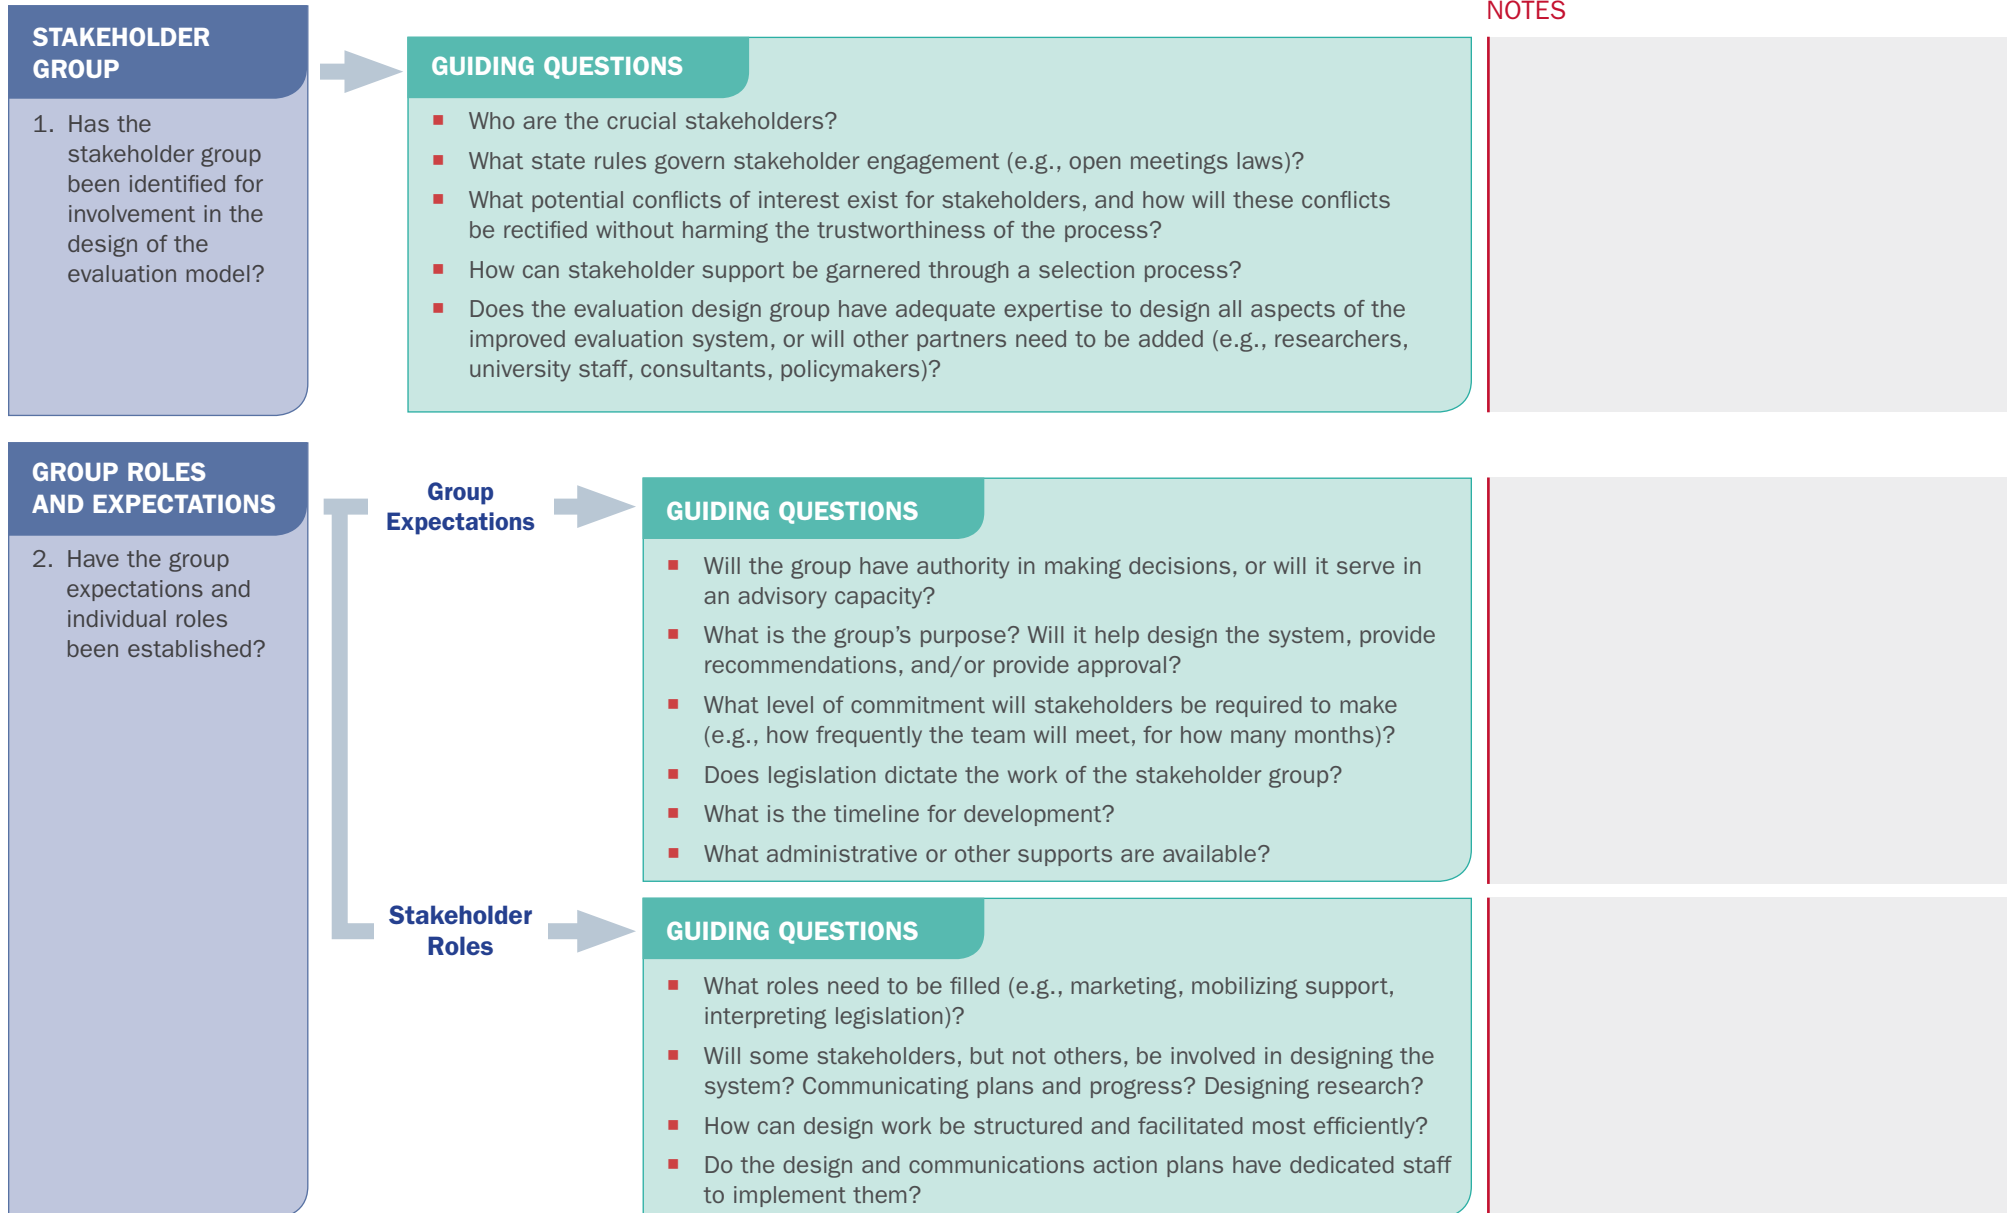 NOTES
STAKEHOLDER
GROUP
1. Has the
stakeholder group
been identified for
involvement in the
design of the
evaluation model?
GUIDING QUESTIONS
▪ Who are the crucial stakeholders?
▪ What state rules govern stakeholder engagement (e.g., open meetings laws)?
▪ What potential conflicts of interest exist for stakeholders, and how will these conflicts
be rectified without harming the trustworthiness of the process?
▪ How can stakeholder support be garnered through a selection process?
▪ Does the evaluation design group have adequate expertise to design all aspects of the
improved evaluation system, or will other partners need to be added (e.g., researchers,
university staff, consultants, policymakers)?
GROUP ROLES
AND EXPECTATIONS
2. Have the group
expectations and
individual roles
been established?
Group
Expectations
GUIDING QUESTIONS
▪ Will the group have authority in making decisions, or will it serve in
an advisory capacity?
▪ What is the group’s purpose? Will it help design the system, provide
recommendations, and/or provide approval?
▪ What level of commitment will stakeholders be required to make
(e.g., how frequently the team will meet, for how many months)?
▪ Does legislation dictate the work of the stakeholder group?
▪ What is the timeline for development?
▪ What administrative or other supports are available?
Stakeholder
Roles
GUIDING QUESTIONS
▪ What roles need to be filled (e.g., marketing, mobilizing support,
interpreting legislation)?
▪ Will some stakeholders, but not others, be involved in designing the
system? Communicating plans and progress? Designing research?
▪ How can design work be structured and facilitated most efficiently?
▪ Do the design and communications action plans have dedicated staff
to implement them?